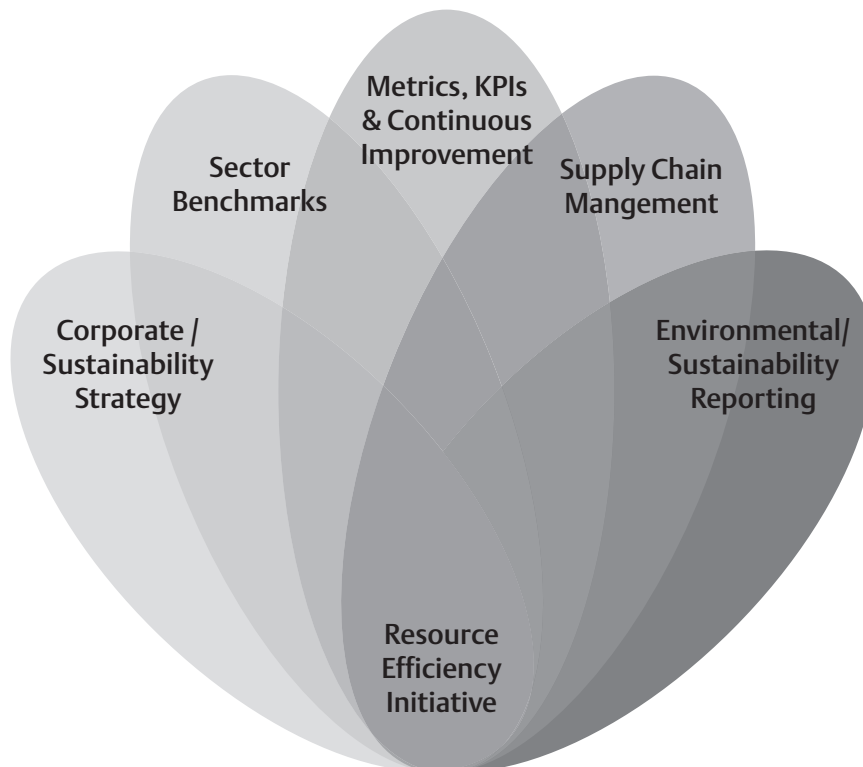 Metrics, KPIs
& Continuous
Improvement
Sector
Benchmarks
Supply Chain
Mangement
Corporate /
Sustainability
Strategy
Environmental/
Sustainability
Reporting
Resource
Efficiency
Initiative